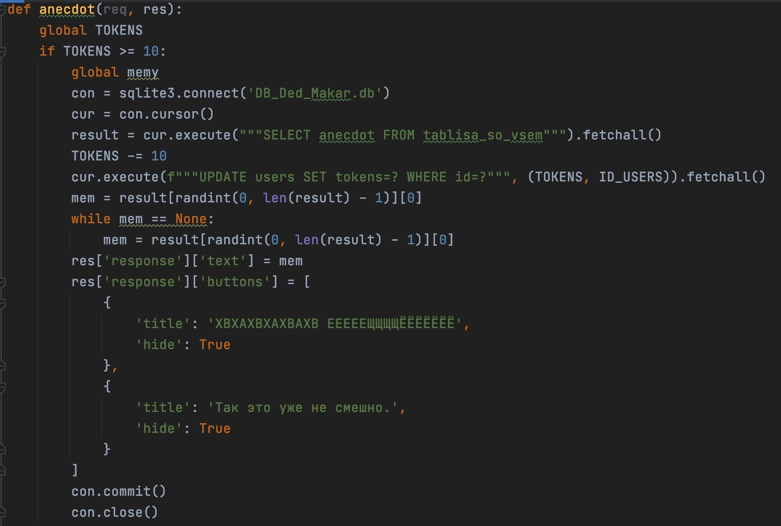 def anecdot(req, res):
    global TOKENS
    if TOKENS >= 10:
        global memy
        con = sqlite3.connect('DB_Ded_Makar.db')
        cur = con.cursor()
        result = cur.execute("""SELECT anecdot FROM tablisa_so_vsem""").fetchall()
        TOKENS -= 10
        cur.execute(f"""UPDATE users SET tokens=? WHERE id=?""", (TOKENS, ID_USERS)).fetchall()
        mem = result[randint(0, len(result) - 1)][0]
        while mem == None:
            mem = result[randint(0, len(result) - 1)][0]
        res['response']['text'] = mem
        res['response']['buttons'] = [
            {
                'title': 'ХВХАХВХАХВАХВ ЕЕЕЕЕЩЩЩЩЁЁЁЁЁЁЁ',
                'hide': True
            },
            {
                'title': 'Так это уже не смешно.',
                'hide': True
            }
        ]
        con.commit()
        con.close()